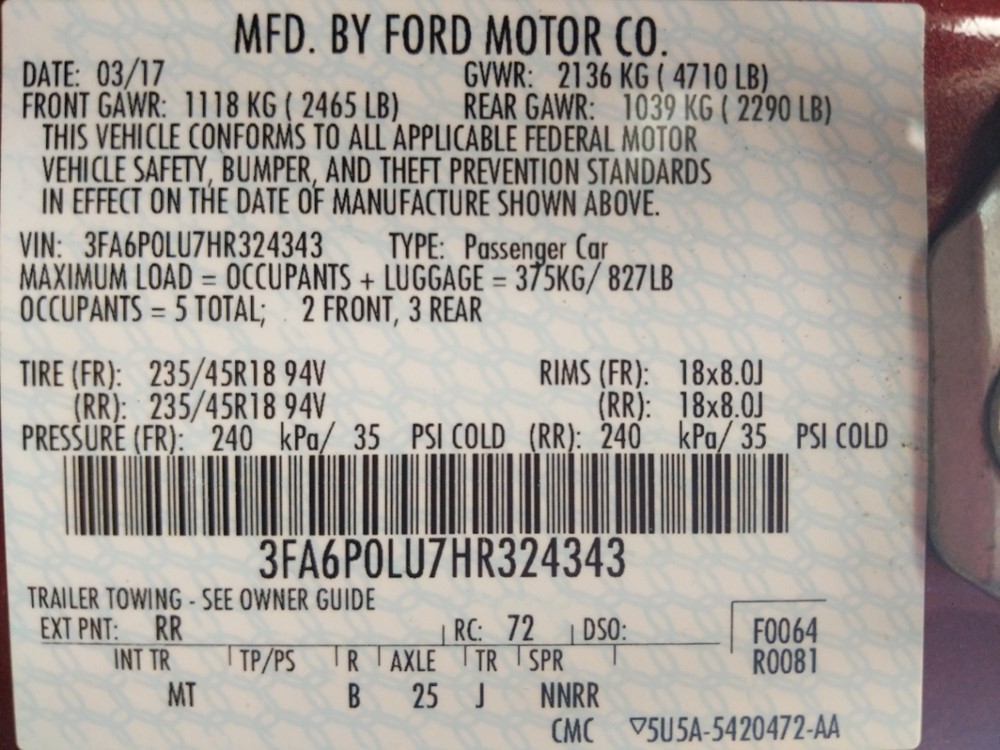 MFD. BY FORD MOTOR CO.
DATE: 03/17 GVWR: 2136 KG ( 4710 LB)
FRONT GAWR: 1118 KG ( 2465 LB) REAR GAWR: 1039 KG ( 2290 LB)
THIS VEHICLE CONFORMS TO ALL APPLICABLE FEDERAL MOTOR
VEHICLE SAFETY, BUMPER, AND THEFT PREVENTION STANDARDS
IN EFFECT ON THE DATE OF MANUFACTURE SHOWN ABOVE.
VIN: 3FA6P0LU7HR324343 TYPE: Passenger Car
MAXIMUM LOAD = OCCUPANTS + LUGGAGE = 375KG/ 827LB
OCCUPANTS = 5 TOTAL; 2 FRONT, 3 REAR
TIRE (FR): 235/45R18 94V RIMS (FR): 18x8.0J
(RR): 235/45R18 94V (RR): 18x8.0J
PRESSURE (FR): 240 kPa/ 35 PSI COLD (RR): 240 kPa/ 35 PSI COLD
3FA6P0LU7HR324343
TRAILER TOWING - SEE OWNER GUIDE
EXT PNT: RR RC: 72 DSO: F0064
INT TR TP/PS R AXLE TR SPR R0081
MT B 25 J NNRR
CMC ▽5U5A-5420472-AA